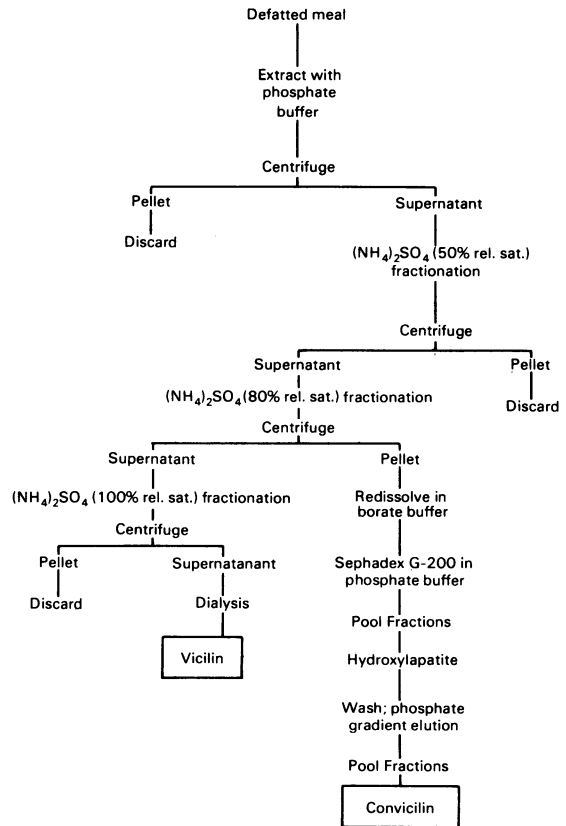 Defatted meal
Extract with
phosphate
buffer
Centrifuge
Pellet
Supernatant
Discard
(NH4)2SO4 (50% rel. sat.)
fractionation
Centrifuge
Supernatant
Pellet
(NH4)2SO4 (80% rel. sat.) fractionation
Discard
Centrifuge
Supernatant
Pellet
(NH4)2SO4 (100% rel. sat.) fractionation
Redissolve in
borate buffer
Centrifuge
Pellet
Supernatanant
Sephadex G-200 in
phosphate buffer
Discard
Dialysis
Pool Fractions
Vicilin
Hydroxylapatite
Wash; phosphate
gradient elution
Pool Fractions
Convicilin